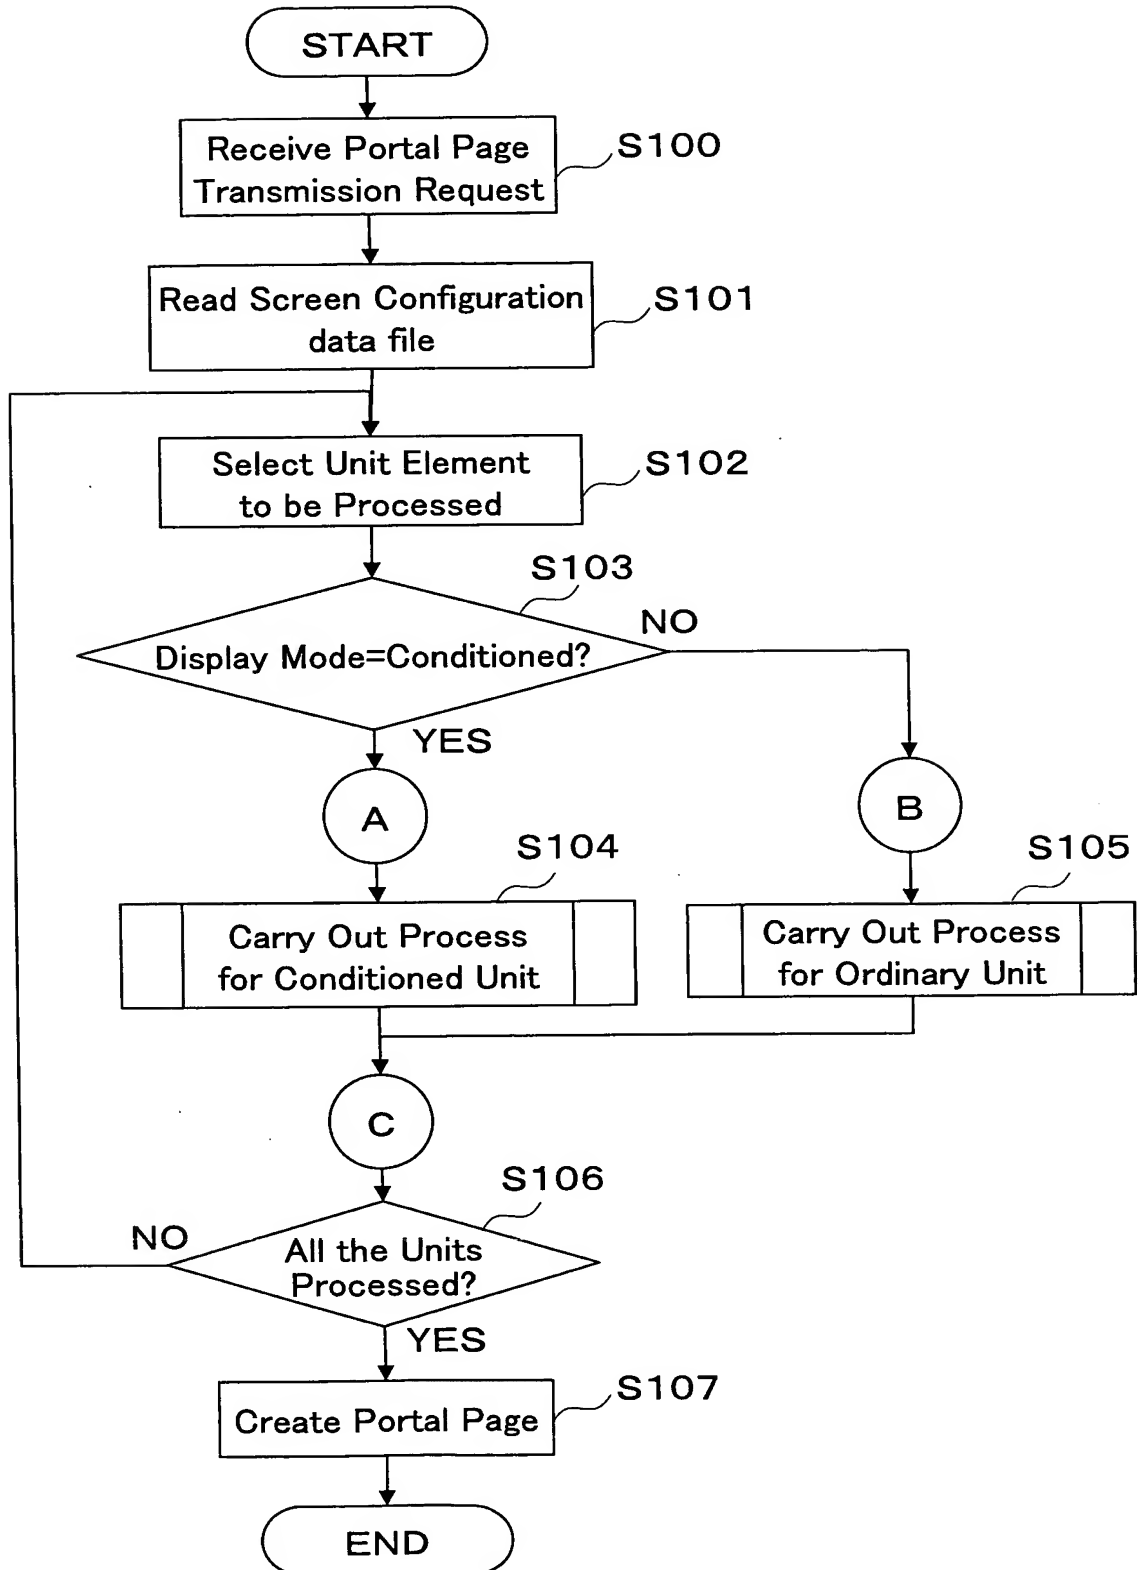 START
Receive Portal Page
Transmission Request
S100
Read Screen Configuration
data file
S101
Select Unit Element
to be Processed
S102
S103
Display Mode=Conditioned?
NO
YES
A
B
S104
Carry Out Process
for Conditioned Unit
S105
Carry Out Process
for Ordinary Unit
C
S106
All the Units
Processed?
NO
YES
S107
Create Portal Page
END